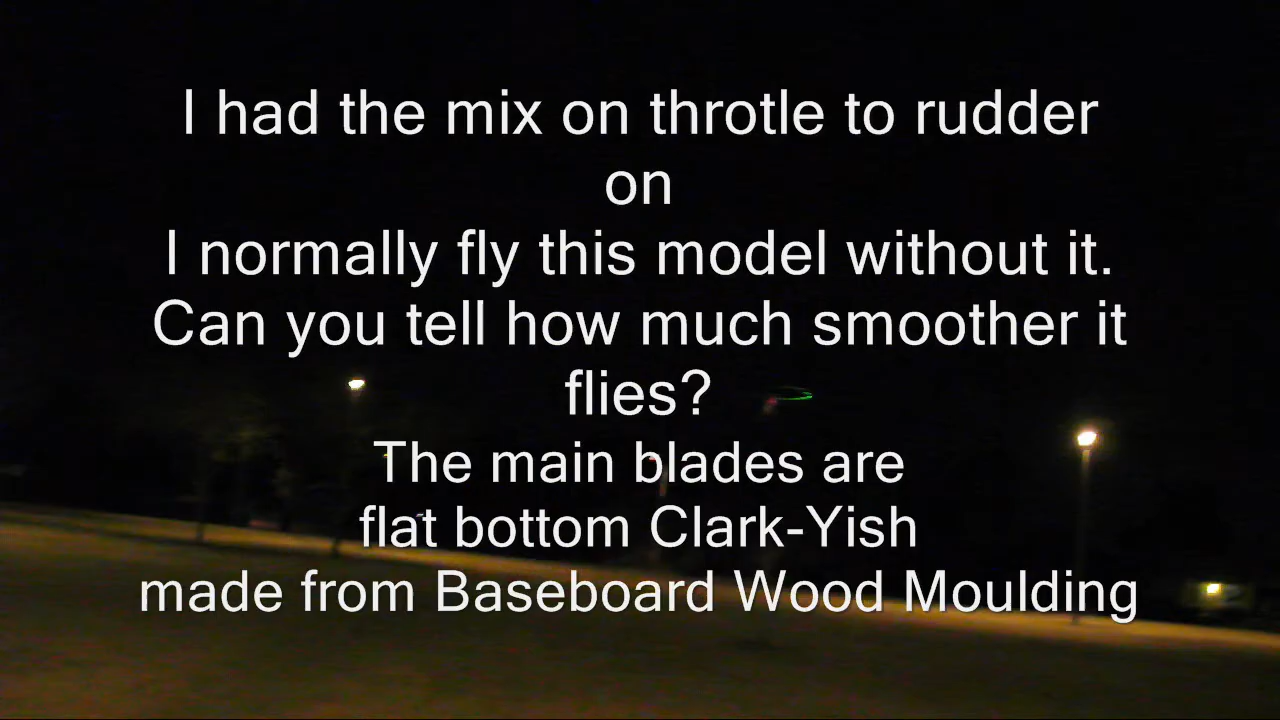 I had the mix on throtle to rudder
on
I normally fly this model without it.
Can you tell how much smoother it
flies?
The main blades are
flat bottom Clark-Yish
made from Baseboard Wood Moulding